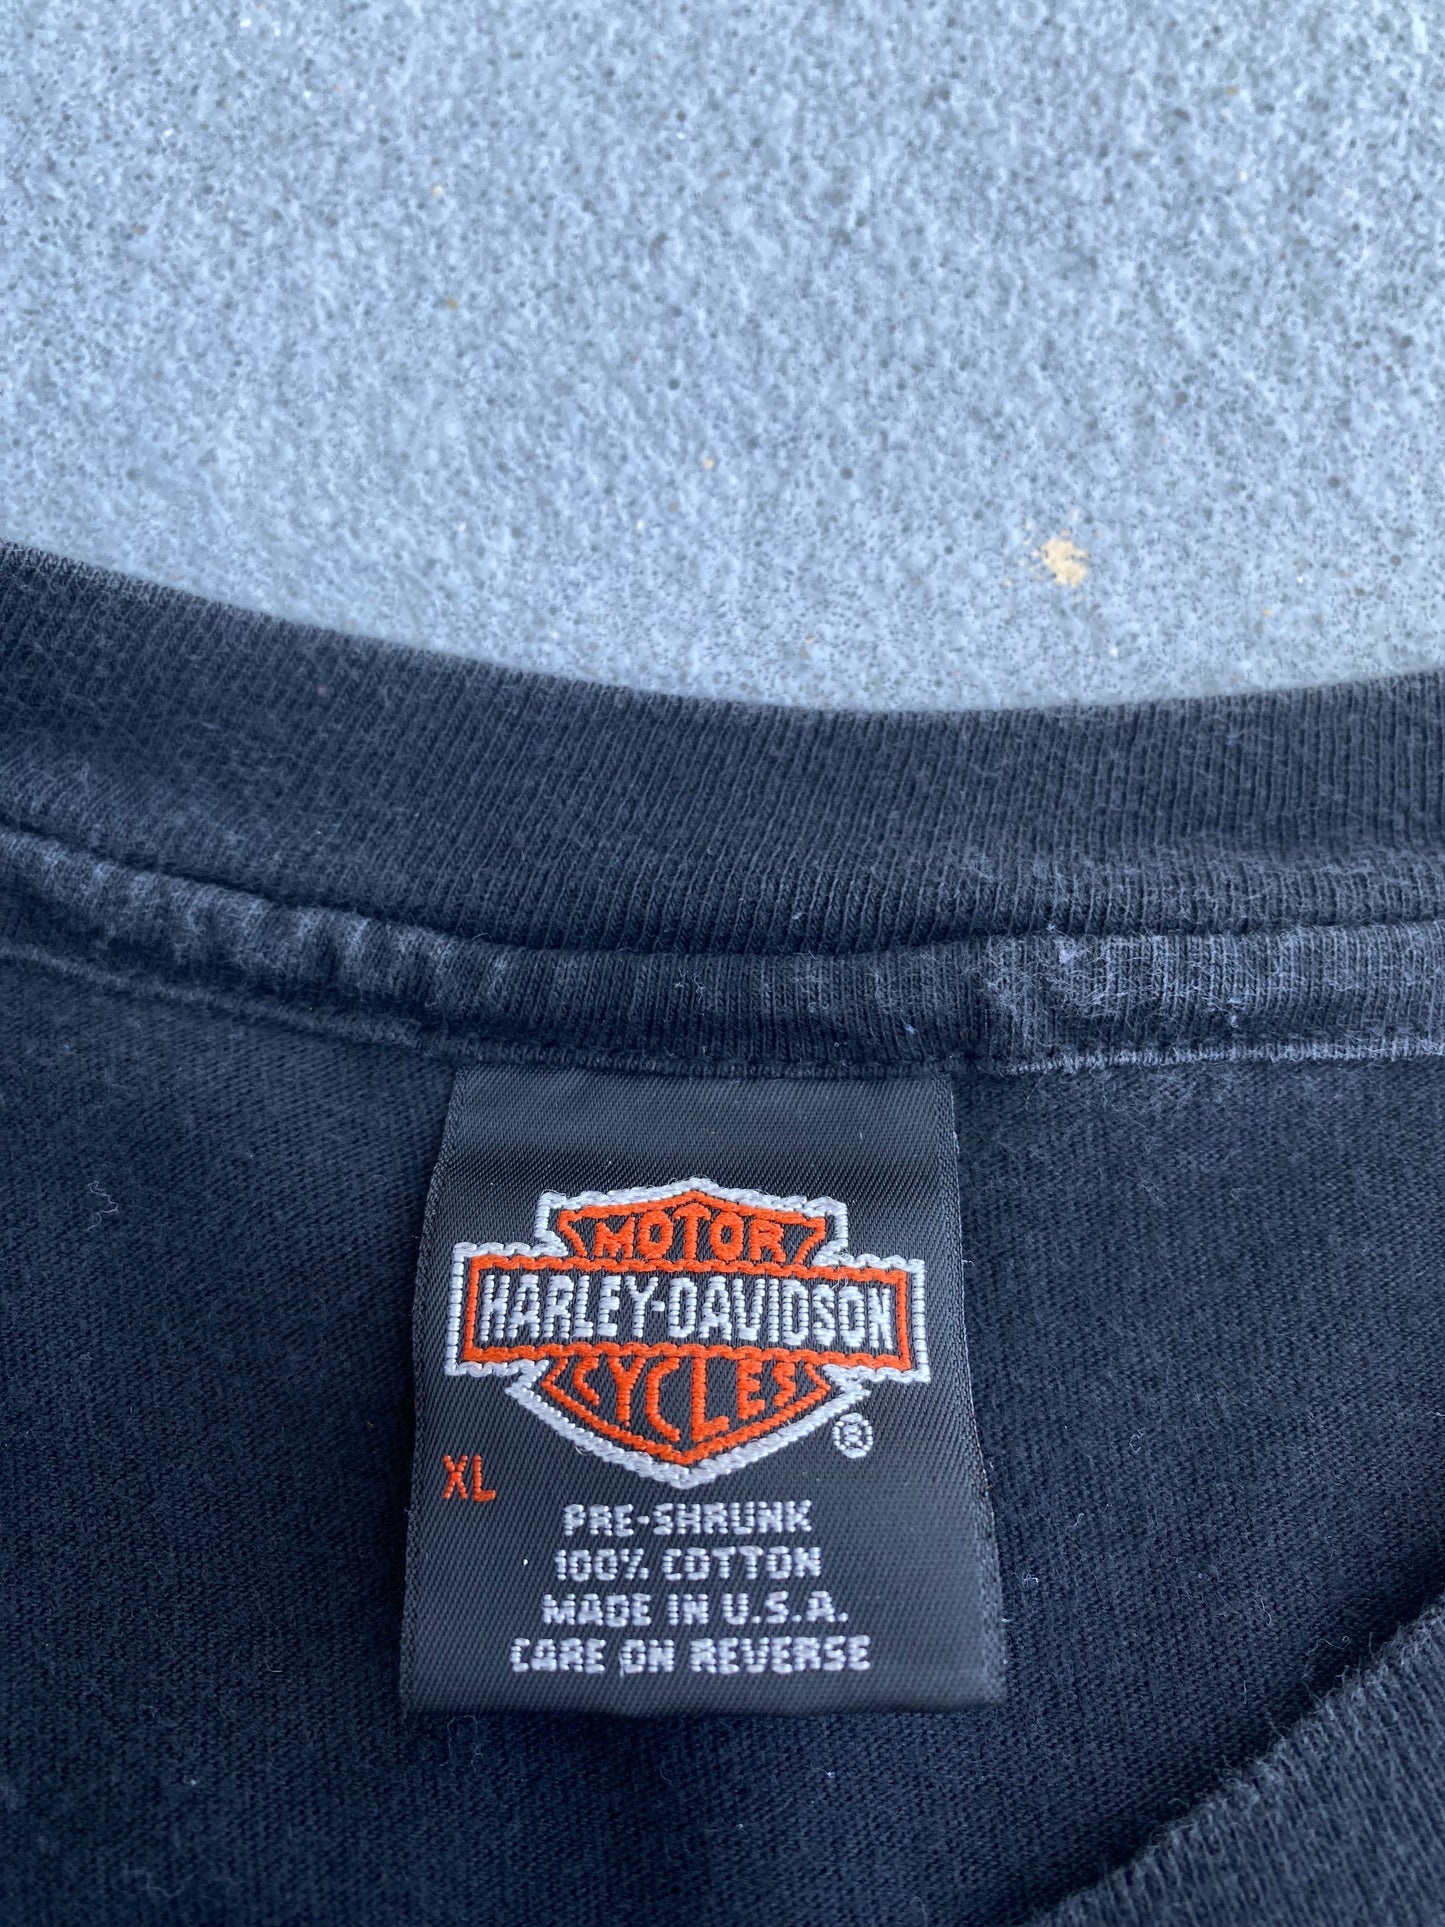 MOTOR
HARLEY-DAVIDSON
CYCLES
®
XL
PRE-SHRUNK
100% COTTON
MADE IN U.S.A.
CARE ON REVERSE